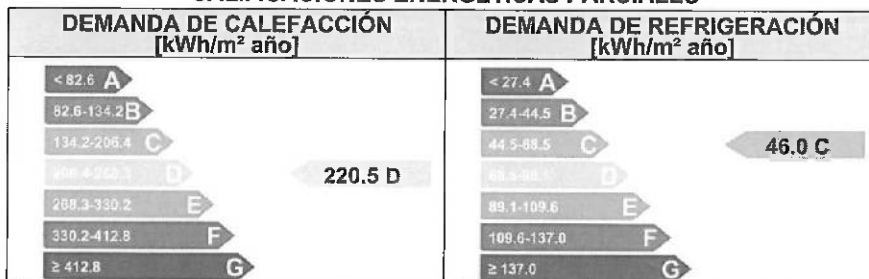 DEMANDA DE CALEFACCIÓN
[kWh/m² año]
< 82.6 A
82.6-134.2 B
134.2-206.4 C
D
268.3-330.2 E
330.2-412.8 F
≥ 412.8 G
220.5 D
DEMANDA DE REFRIGERACIÓN
[kWh/m² año]
< 27.4 A
27.4-44.5 B
44.5-68.5 C
D
89.1-109.6 E
109.6-137.0 F
≥ 137.0 G
46.0 C